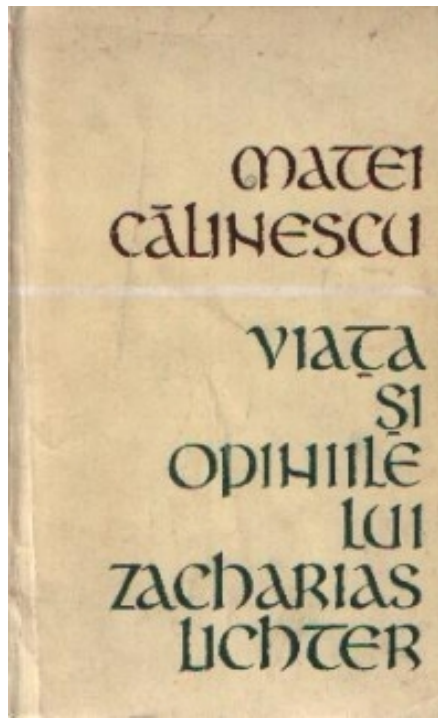 MATEI
CĂLINESCU
VIAȚA
ȘI
OPINIILE
LUI
ZACHARIAS
LICHTER